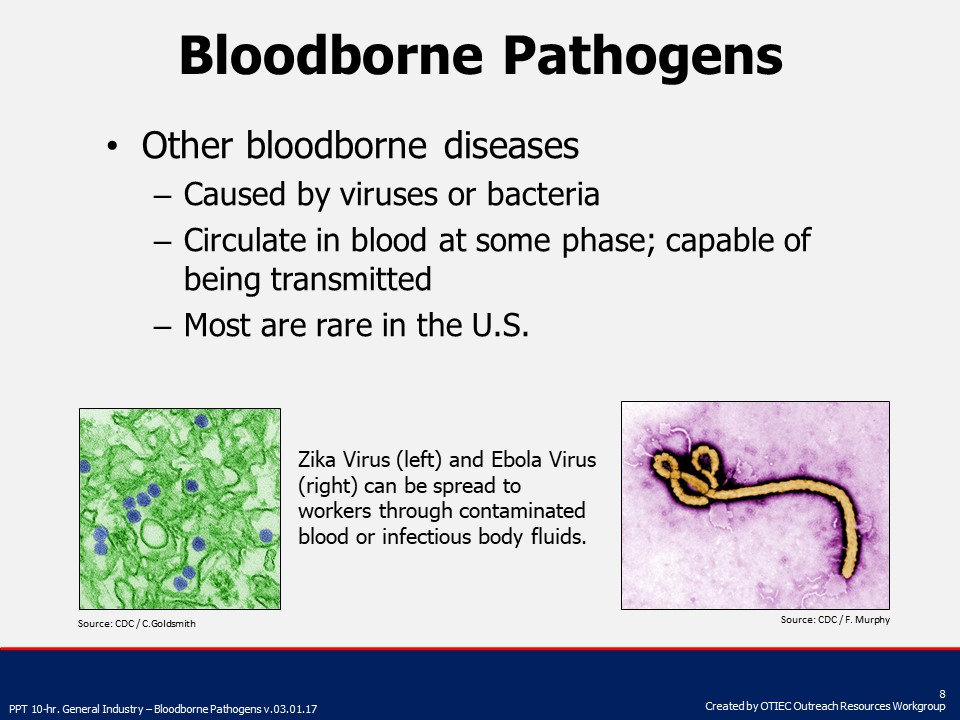 Bloodborne Pathogens
• Other bloodborne diseases
– Caused by viruses or bacteria
– Circulate in blood at some phase; capable of
being transmitted
– Most are rare in the U.S.
Zika Virus (left) and Ebola Virus
(right) can be spread to
workers through contaminated
blood or infectious body fluids.
Source: CDC / C.Goldsmith
Source: CDC / F. Murphy
8
PPT 10-hr. General Industry – Bloodborne Pathogens v.03.01.17
Created by OTIEC Outreach Resources Workgroup